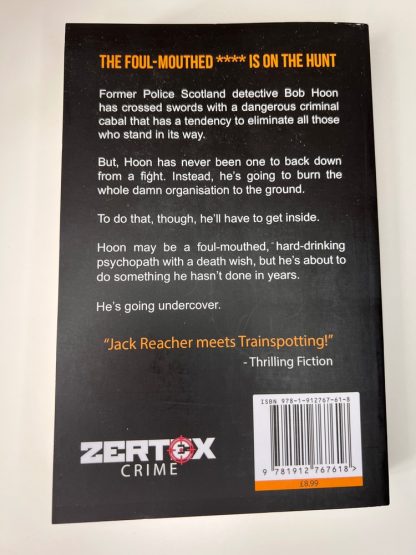 THE FOUL-MOUTHED **** IS ON THE HUNT
Former Police Scotland detective Bob Hoon
has crossed swords with a dangerous criminal
cabal that has a tendency to eliminate all those
who stand in its way.
But, Hoon has never been one to back down
from a fight. Instead, he's going to burn the
whole damn organisation to the ground.
To do that, though, he'll have to get inside.
Hoon may be a foul-mouthed, hard-drinking
psychopath with a death wish, but he's about to
do something he hasn't done in years.
He's going undercover.
“Jack Reacher meets Trainspotting!”
- Thrilling Fiction
ISBN 978-1-912767-61-8
9 781912 767618 >
£8.99
ZERTEX
CRIME